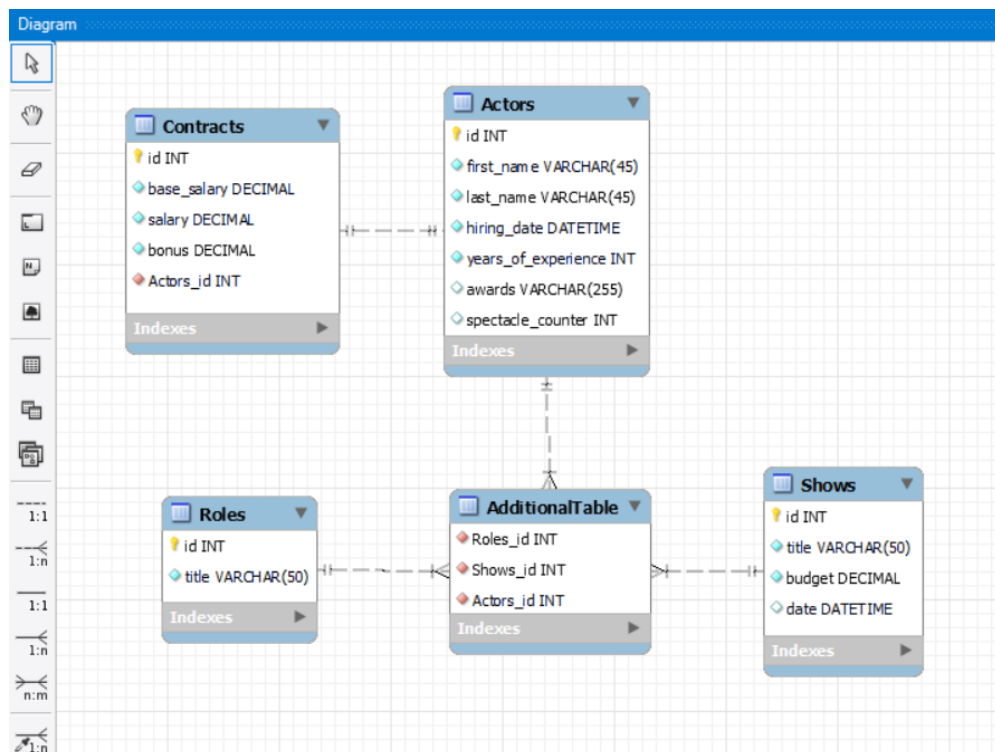 Diagram
Contracts
id INT
base_salary DECIMAL
salary DECIMAL
bonus DECIMAL
Actors_id INT
Indexes
Actors
id INT
first_name VARCHAR(45)
last_name VARCHAR(45)
hiring_date DATETIME
years_of_experience INT
awards VARCHAR(255)
spectacle_counter INT
Indexes
Roles
id INT
title VARCHAR(50)
Indexes
AdditionalTable
Roles_id INT
Shows_id INT
Actors_id INT
Indexes
Shows
id INT
title VARCHAR(50)
budget DECIMAL
date DATETIME
Indexes
1:1
1:n
1:1
1:n
n:m
1:n